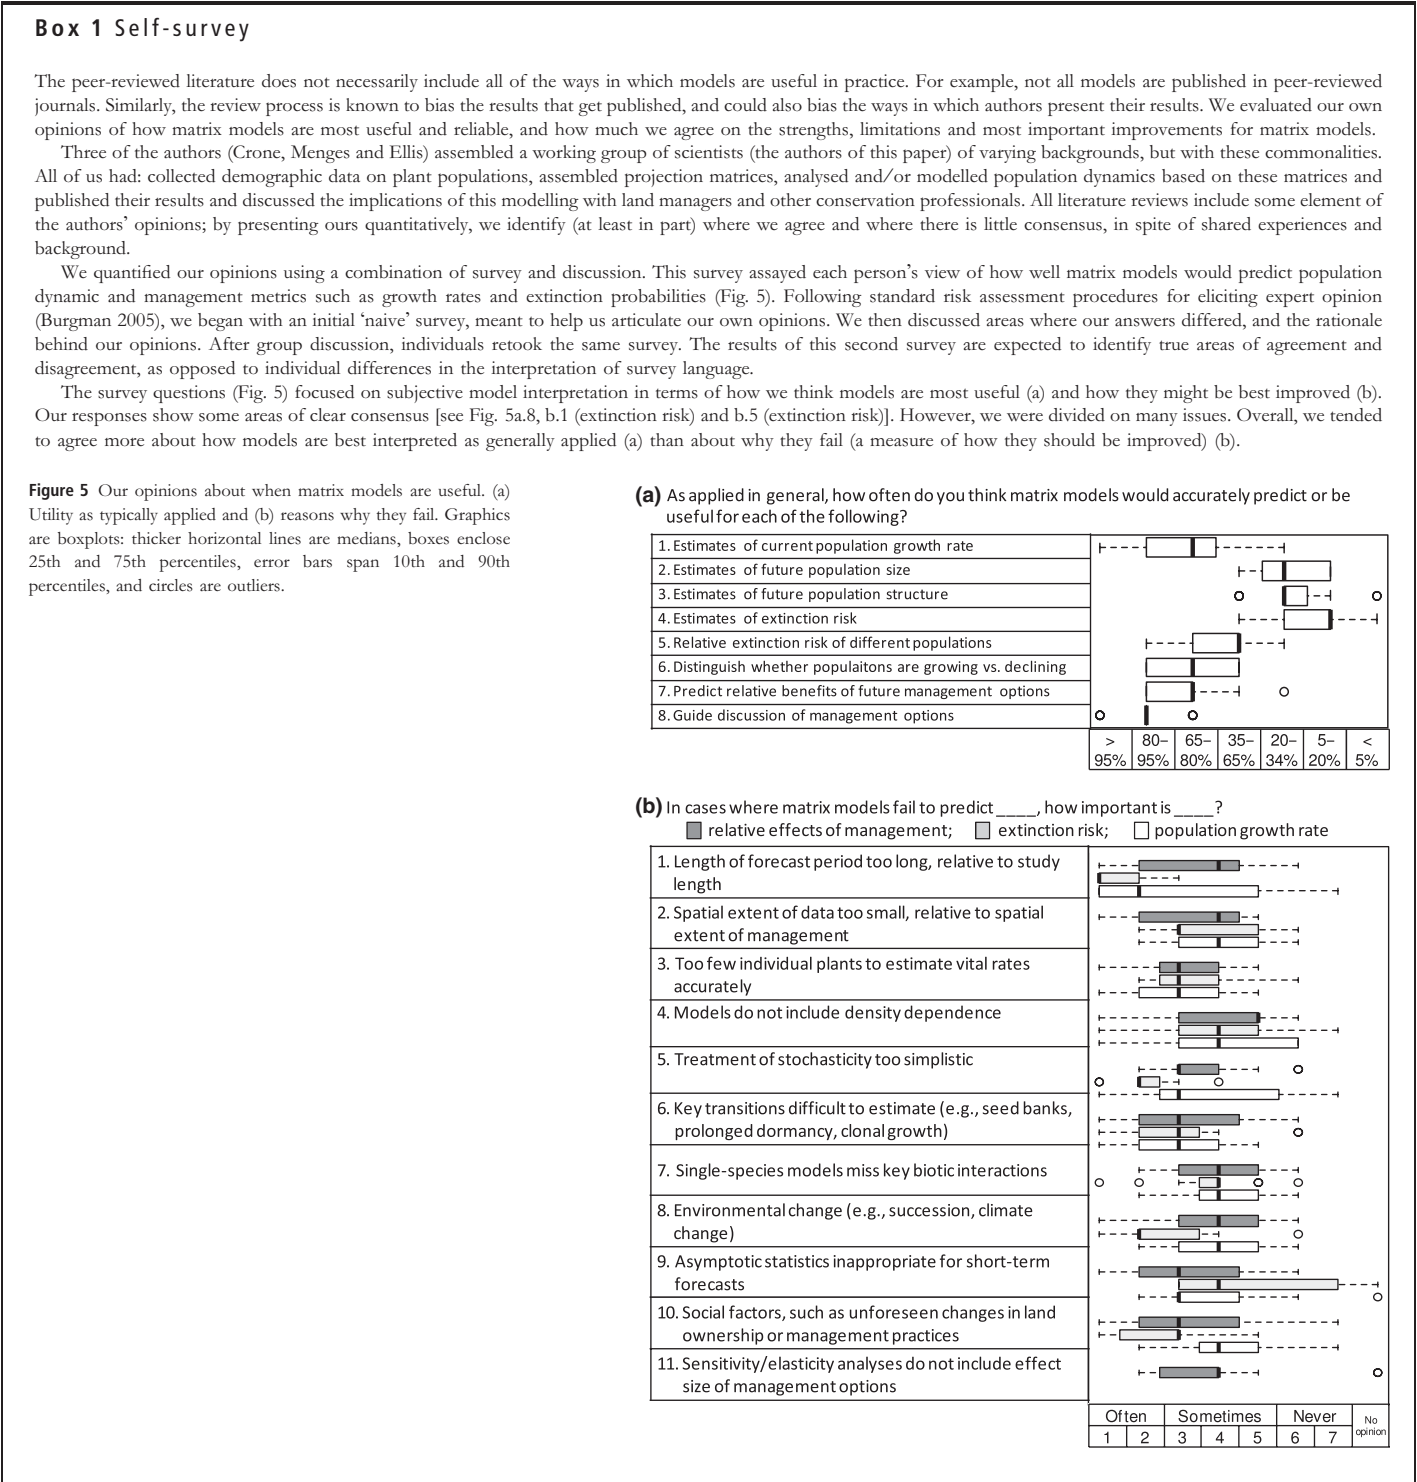 Box 1 Self-survey
The peer-reviewed literature does not necessarily include all of the ways in which models are useful in practice. For example, not all models are published in peer-reviewed
journals. Similarly, the review process is known to bias the results that get published, and could also bias the ways in which authors present their results. We evaluated our own
opinions of how matrix models are most useful and reliable, and how much we agree on the strengths, limitations and most important improvements for matrix models.
Three of the authors (Crone, Menges and Ellis) assembled a working group of scientists (the authors of this paper) of varying backgrounds, but with these commonalities.
All of us had: collected demographic data on plant populations, assembled projection matrices, analysed and/or modelled population dynamics based on these matrices and
published their results and discussed the implications of this modelling with land managers and other conservation professionals. All literature reviews include some element of
the authors’ opinions; by presenting ours quantitatively, we identify (at least in part) where we agree and where there is little consensus, in spite of shared experiences and
background.
We quantified our opinions using a combination of survey and discussion. This survey assayed each person’s view of how well matrix models would predict population
dynamic and management metrics such as growth rates and extinction probabilities (Fig. 5). Following standard risk assessment procedures for eliciting expert opinion
(Burgman 2005), we began with an initial ‘naive’ survey, meant to help us articulate our own opinions. We then discussed areas where our answers differed, and the rationale
behind our opinions. After group discussion, individuals retook the same survey. The results of this second survey are expected to identify true areas of agreement and
disagreement, as opposed to individual differences in the interpretation of survey language.
The survey questions (Fig. 5) focused on subjective model interpretation in terms of how we think models are most useful (a) and how they might be best improved (b).
Our responses show some areas of clear consensus [see Fig. 5a.8, b.1 (extinction risk) and b.5 (extinction risk)]. However, we were divided on many issues. Overall, we tended
to agree more about how models are best interpreted as generally applied (a) than about why they fail (a measure of how they should be improved) (b).
Figure 5 Our opinions about when matrix models are useful. (a)
Utility as typically applied and (b) reasons why they fail. Graphics
are boxplots: thicker horizontal lines are medians, boxes enclose
25th and 75th percentiles, error bars span 10th and 90th
percentiles, and circles are outliers.
(a) As applied in general, how often do you think matrix models would accurately predict or be
useful for each of the following?
1. Estimates of current population growth rate
2. Estimates of future population size
3. Estimates of future population structure
4. Estimates of extinction risk
5. Relative extinction risk of different populations
6. Distinguish whether populaitons are growing vs. declining
7. Predict relative benefits of future management options
8. Guide discussion of management options
> 80– 65– 35– 20– 5– <
95% 95% 80% 65% 34% 20% 5%
(b) In cases where matrix models fail to predict ____, how important is ____?
relative effects of management; extinction risk; population growth rate
1. Length of forecast period too long, relative to study
length
2. Spatial extent of data too small, relative to spatial
extent of management
3. Too few individual plants to estimate vital rates
accurately
4. Models do not include density dependence
5. Treatment of stochasticity too simplistic
6. Key transitions difficult to estimate (e.g., seed banks,
prolonged dormancy, clonal growth)
7. Single-species models miss key biotic interactions
8. Environmental change (e.g., succession, climate
change)
9. Asymptotic statistics inappropriate for short-term
forecasts
10. Social factors, such as unforeseen changes in land
ownership or management practices
11. Sensitivity/elasticity analyses do not include effect
size of management options
Often Sometimes Never No
opinion
1 2 3 4 5 6 7